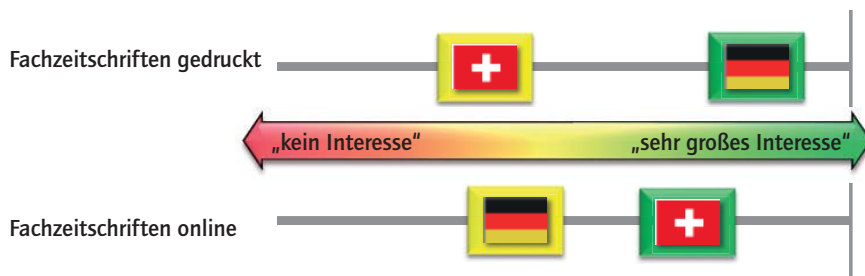 Fachzeitschriften gedruckt
„kein Interesse“
„sehr großes Interesse“
Fachzeitschriften online